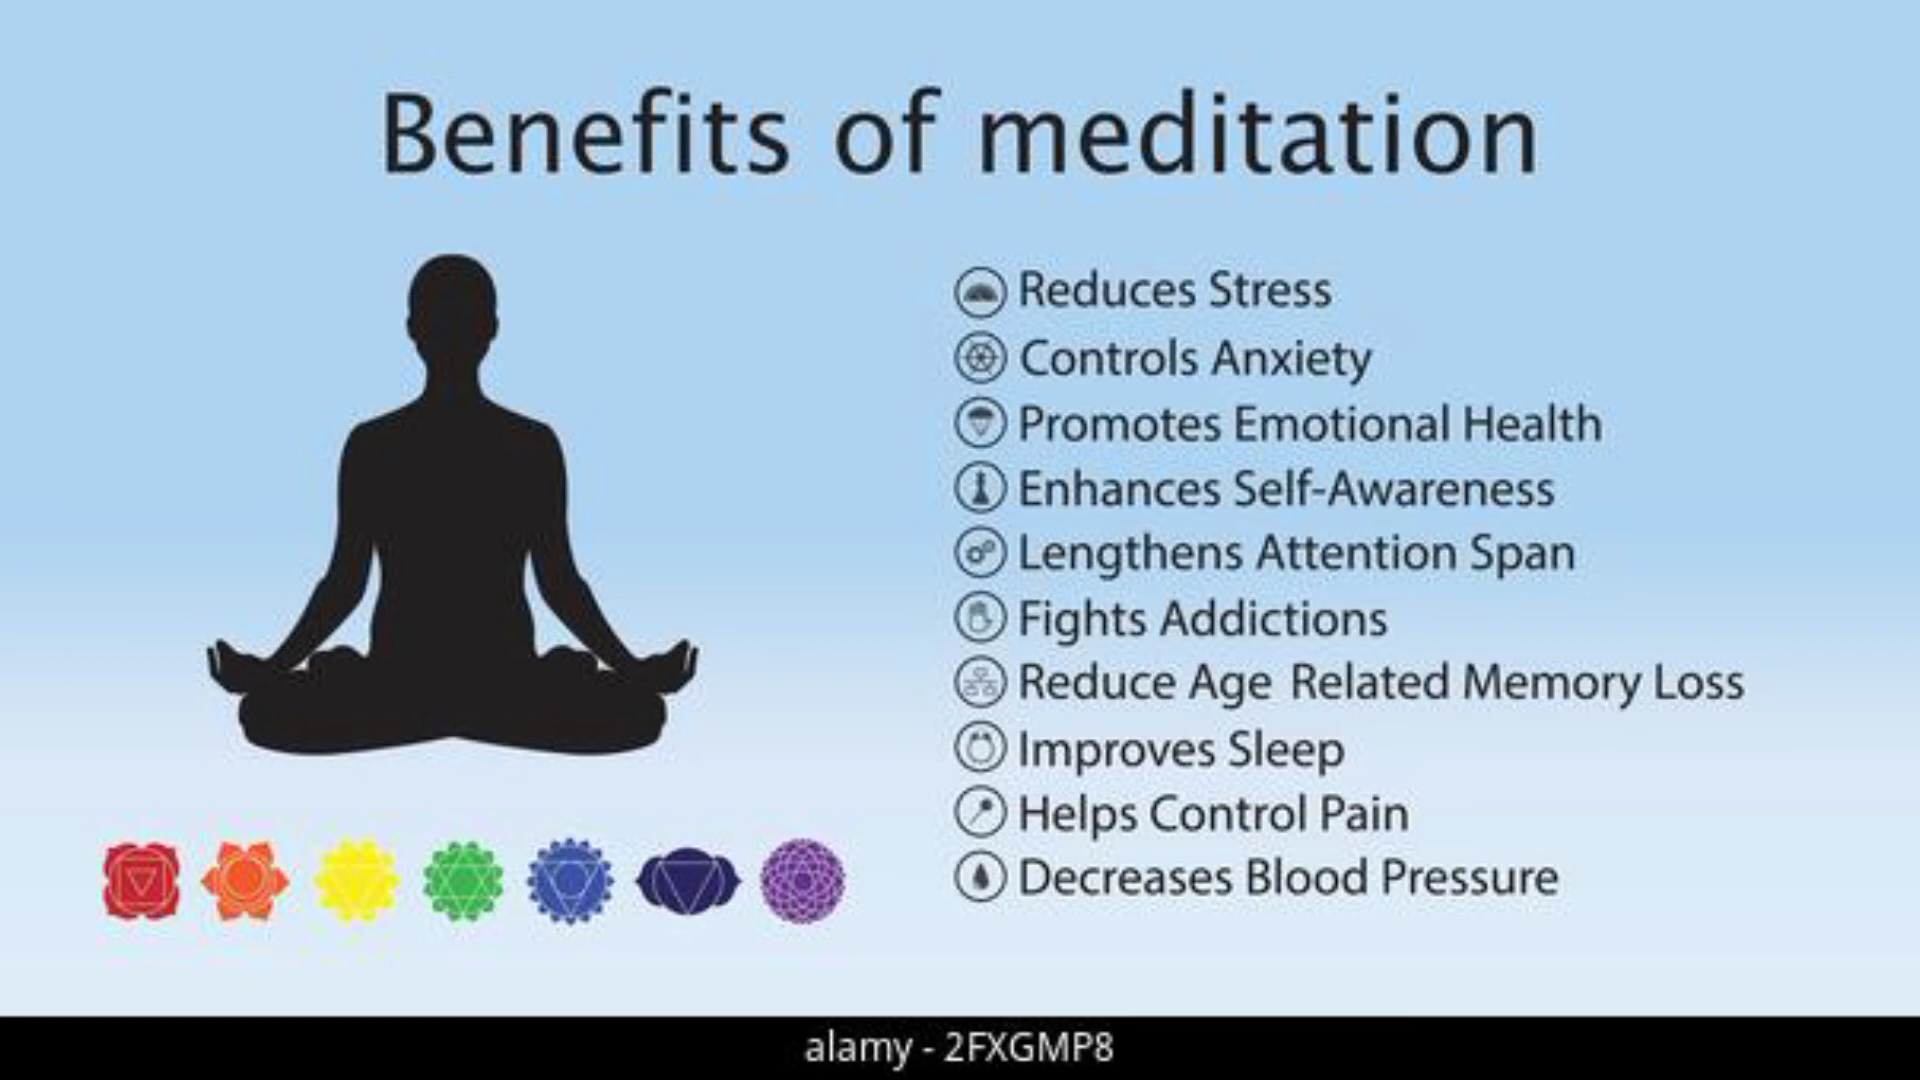 Benefits of meditation
Reduces Stress
Controls Anxiety
Promotes Emotional Health
Enhances Self-Awareness
Lengthens Attention Span
Fights Addictions
Reduce Age Related Memory Loss
Improves Sleep
Helps Control Pain
Decreases Blood Pressure
alamy - 2FXGMP8